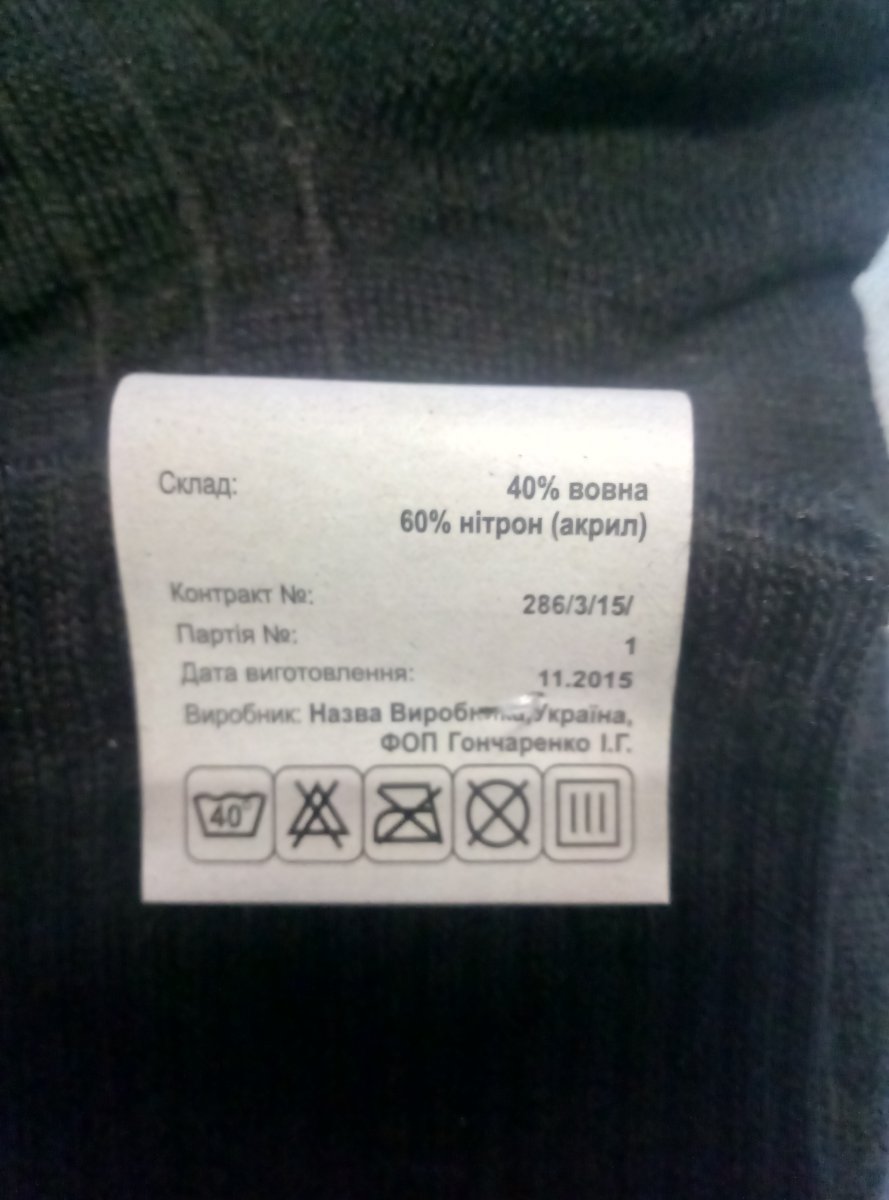 Склад: 40% вовна
60% нітрон (акрил)
Контракт №: 286/3/15/
Партія №: 1
Дата виготовлення: 11.2015
Виробник: Назва Україна,
ФОП Гончаренко І.Г.
40°